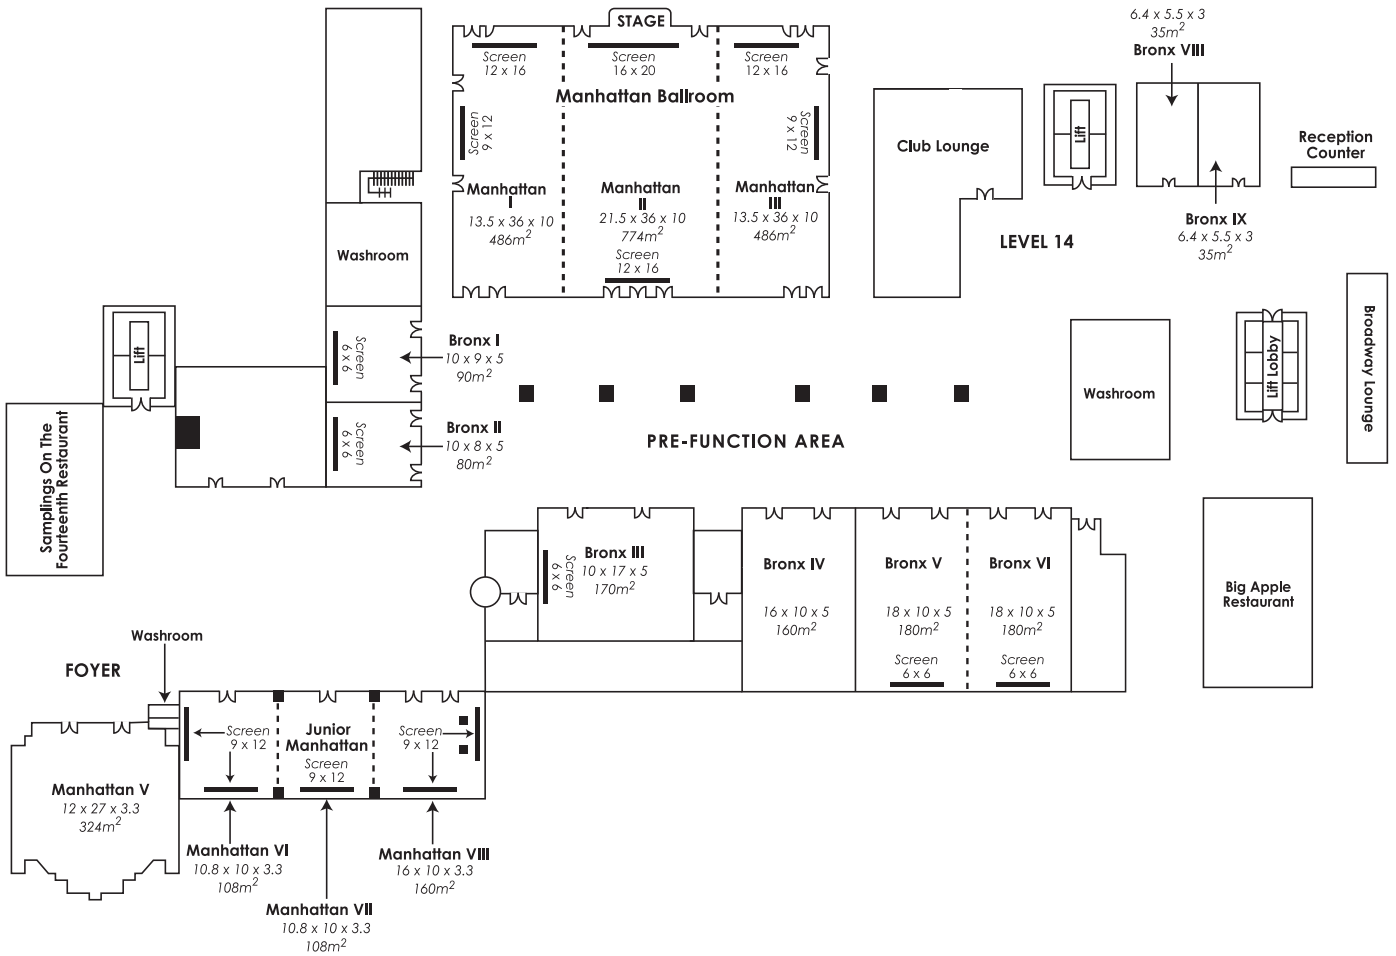 STAGE
Screen
12 x 16
Screen
16 x 20
Screen
12 x 16
Manhattan Ballroom
Screen
9 x 12
Screen
9 x 12
Manhattan
I
13.5 x 36 x 10
486m²
Manhattan
II
21.5 x 36 x 10
774m²
Screen
12 x 16
Manhattan
III
13.5 x 36 x 10
486m²
Club Lounge
Lift
6.4 x 5.5 x 3
35m²
Bronx VIII
Bronx IX
6.4 x 5.5 x 3
35m²
Reception
Counter
LEVEL 14
Washroom
Lift
Screen
6 x 6
Bronx I
10 x 9 x 5
90m²
Screen
6 x 6
Bronx II
10 x 8 x 5
80m²
Samplings On The
Fourteenth Restaurant
PRE-FUNCTION AREA
Washroom
Lift Lobby
Broadway Lounge
Screen
6 x 6
Bronx III
10 x 17 x 5
170m²
Bronx IV
16 x 10 x 5
160m²
Bronx V
18 x 10 x 5
180m²
Screen
6 x 6
Bronx VI
18 x 10 x 5
180m²
Screen
6 x 6
Big Apple
Restaurant
Washroom
FOYER
Manhattan V
12 x 27 x 3.3
324m²
Screen
9 x 12
Junior
Manhattan
Screen
9 x 12
Screen
9 x 12
Manhattan VI
10.8 x 10 x 3.3
108m²
Manhattan VII
10.8 x 10 x 3.3
108m²
Manhattan VIII
16 x 10 x 3.3
160m²